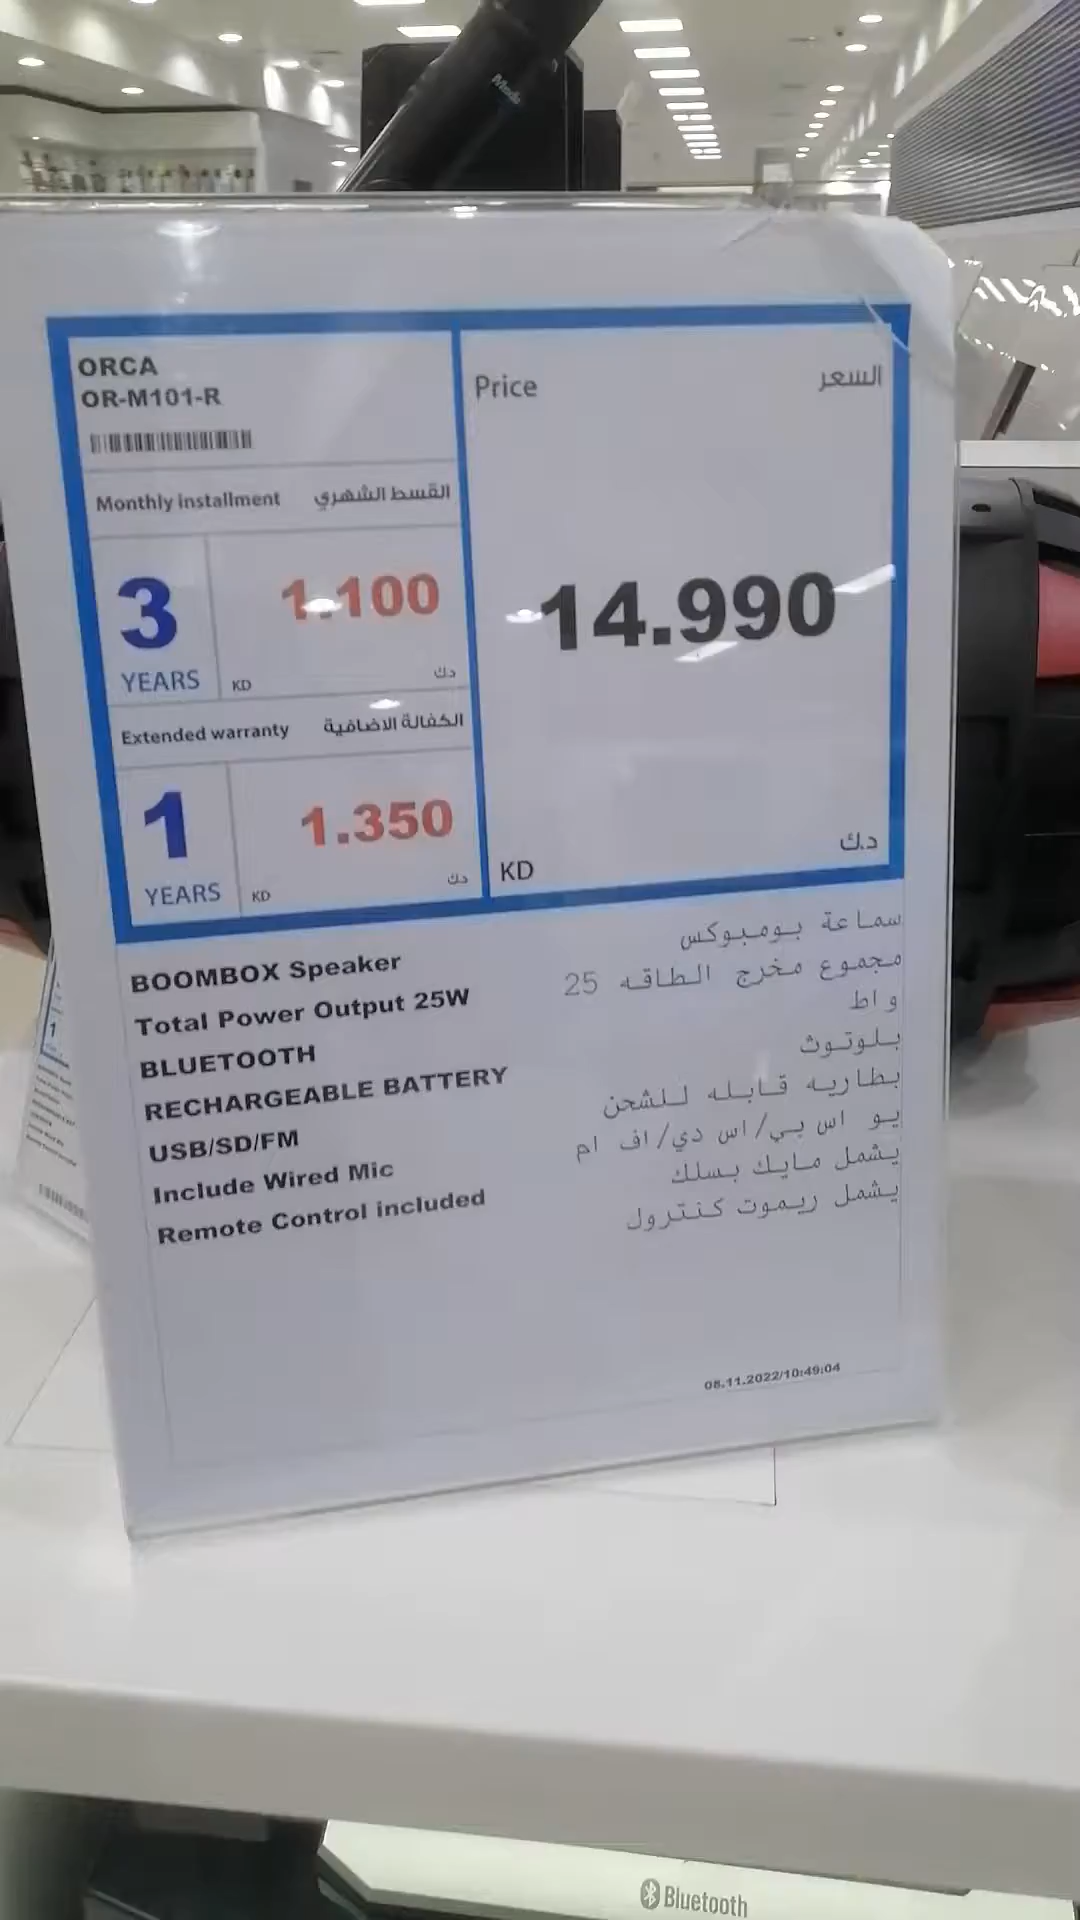 ORCA
OR-M101-R
Price
السعر
Monthly installment
القسط الشهري
3
YEARS
1.100
KD
د.ك
14.990
Extended warranty
الكفالة الاضافية
1
YEARS
1.350
KD
د.ك
KD
د.ك
BOOMBOX Speaker
Total Power Output 25W
BLUETOOTH
RECHARGEABLE BATTERY
USB/SD/FM
Include Wired Mic
Remote Control included
سماعة بومبوكس
مجموع مخرج الطاقه 25
واط
بلوتوث
بطاريه قابله للشحن
يو اس بي/اس دي/اف ام
يشمل مايك بسلك
يشمل ريموت كنترول
08.11.2022/10:49:04
Bluetooth